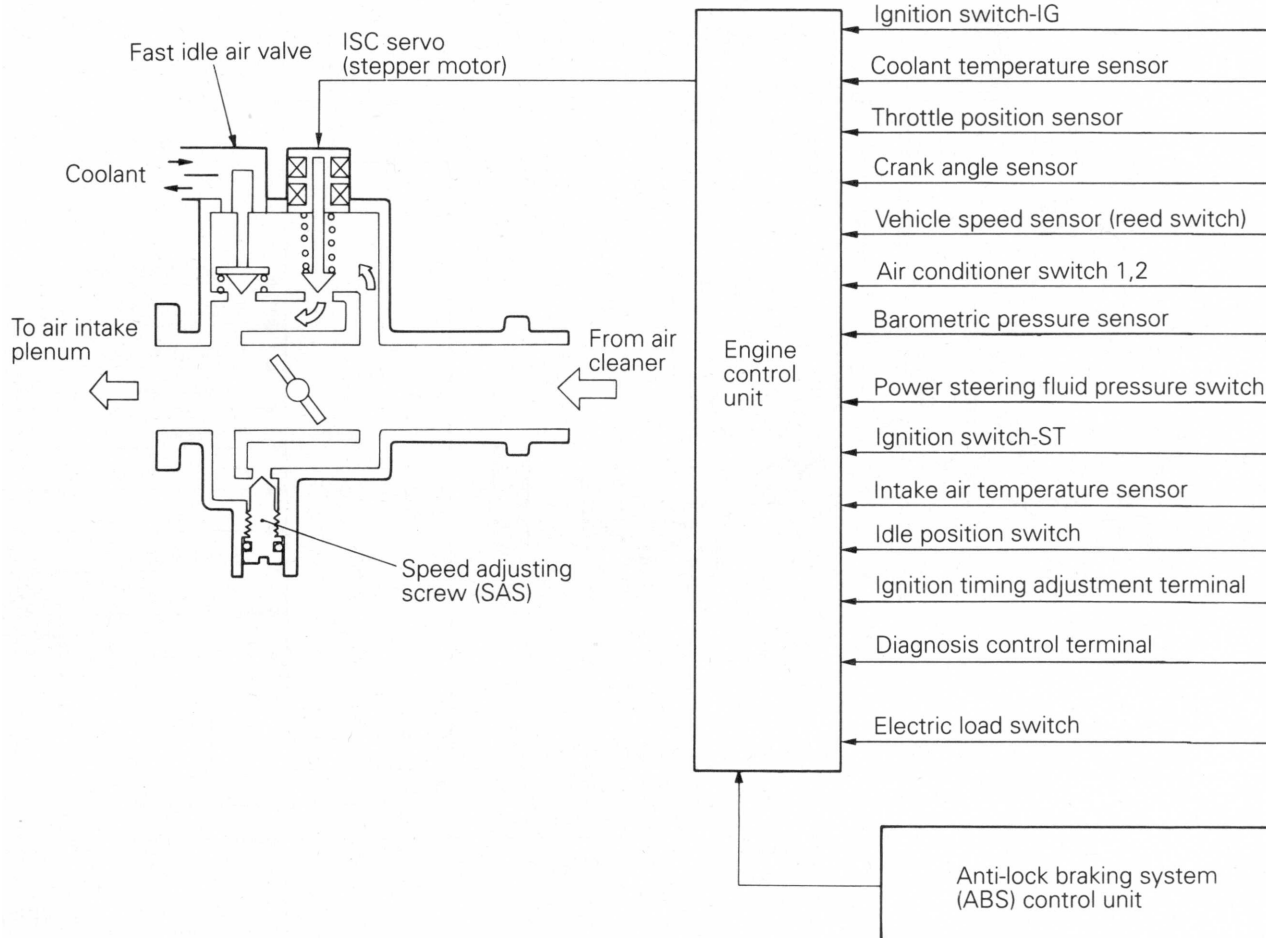 Fast idle air valve
ISC servo
(stepper motor)
Coolant
To air intake
plenum
From air
cleaner
Speed adjusting
screw (SAS)
Engine
control
unit
Ignition switch-IG
Coolant temperature sensor
Throttle position sensor
Crank angle sensor
Vehicle speed sensor (reed switch)
Air conditioner switch 1,2
Barometric pressure sensor
Power steering fluid pressure switch
Ignition switch-ST
Intake air temperature sensor
Idle position switch
Ignition timing adjustment terminal
Diagnosis control terminal
Electric load switch
Anti-lock braking system
(ABS) control unit